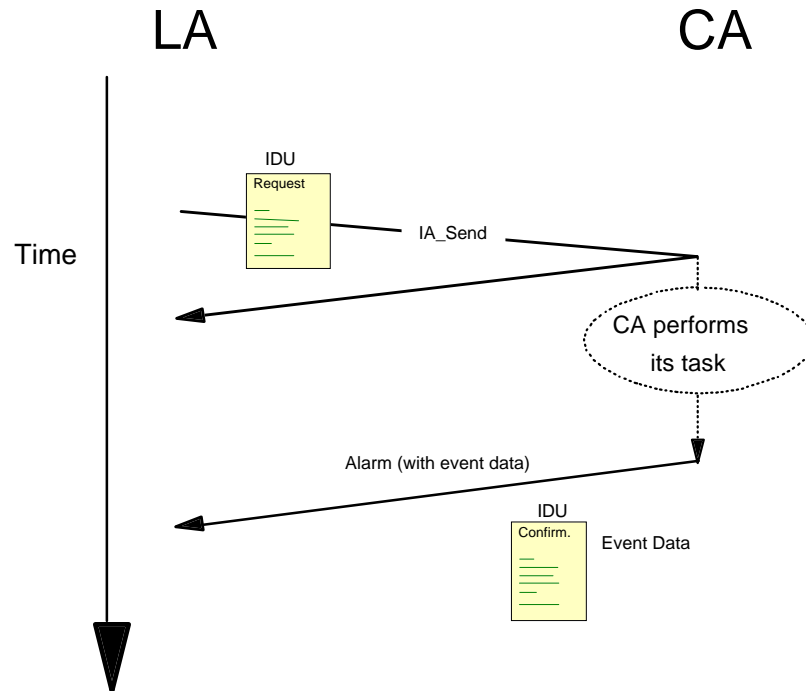 LA
CA
IDU
Request
IA_Send
Time
CA performs
its task
Alarm (with event data)
IDU
Confirm.
Event Data